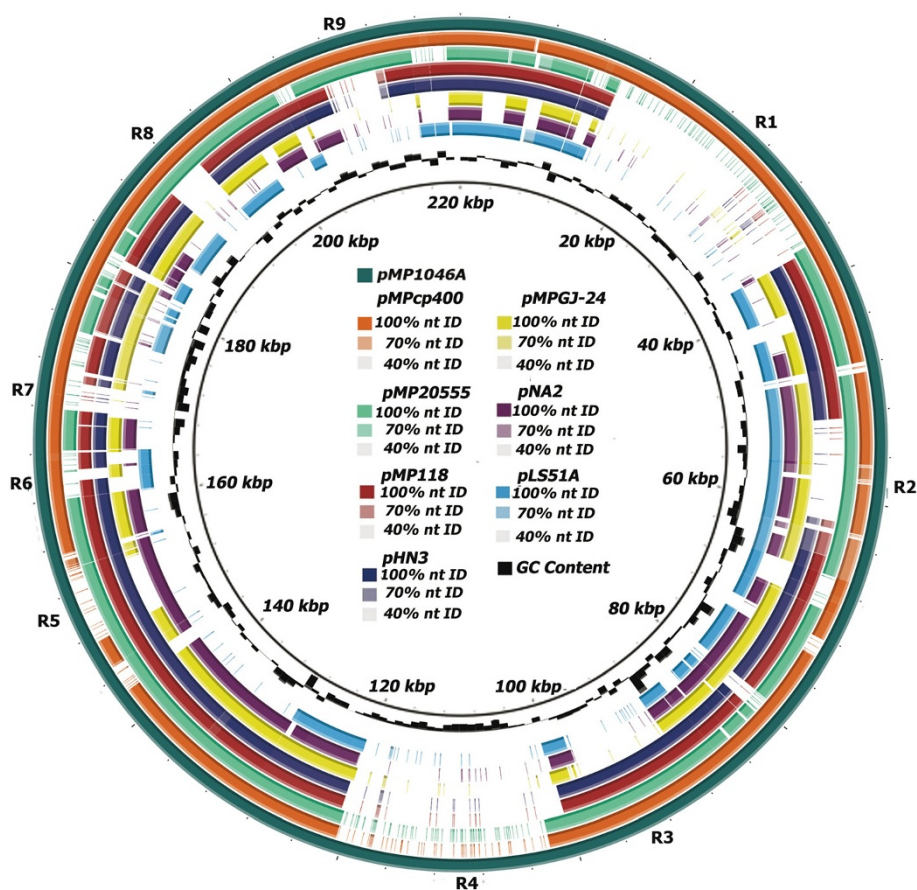 R9
R8
R1
220 kbp
200 kbp
20 kbp
pMP1046A
pMPcp400
100% nt ID
70% nt ID
40% nt ID
pMPGJ-24
100% nt ID
70% nt ID
40% nt ID
180 kbp
40 kbp
R7
pMP20555
100% nt ID
70% nt ID
40% nt ID
pNA2
100% nt ID
70% nt ID
40% nt ID
R6
160 kbp
60 kbp
R2
pMP118
100% nt ID
70% nt ID
40% nt ID
pLS51A
100% nt ID
70% nt ID
40% nt ID
pHN3
100% nt ID
70% nt ID
40% nt ID
GC Content
R5
140 kbp
80 kbp
120 kbp
100 kbp
R3
R4